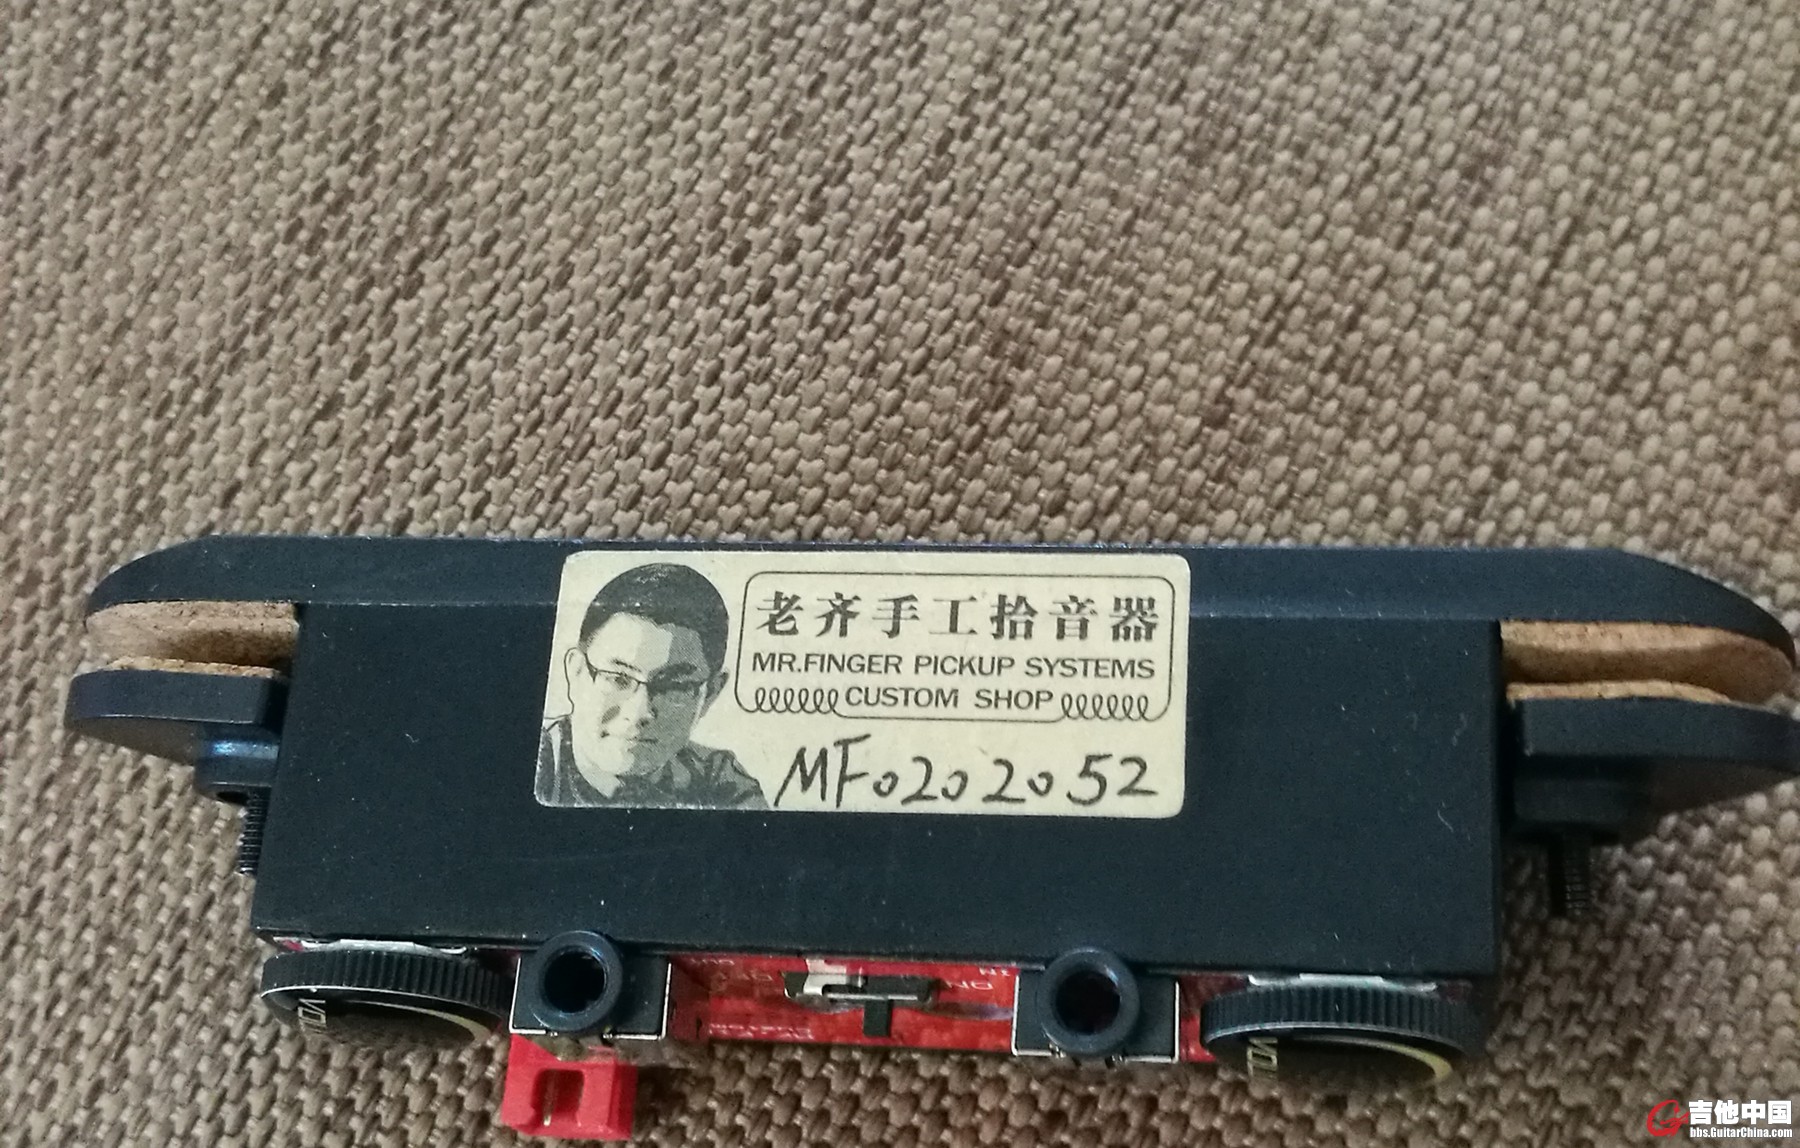 老齐手工拾音器
MR.FINGER PICKUP SYSTEMS
CUSTOM SHOP
MF0202052
吉他中国
bbs.GuitarChina.com